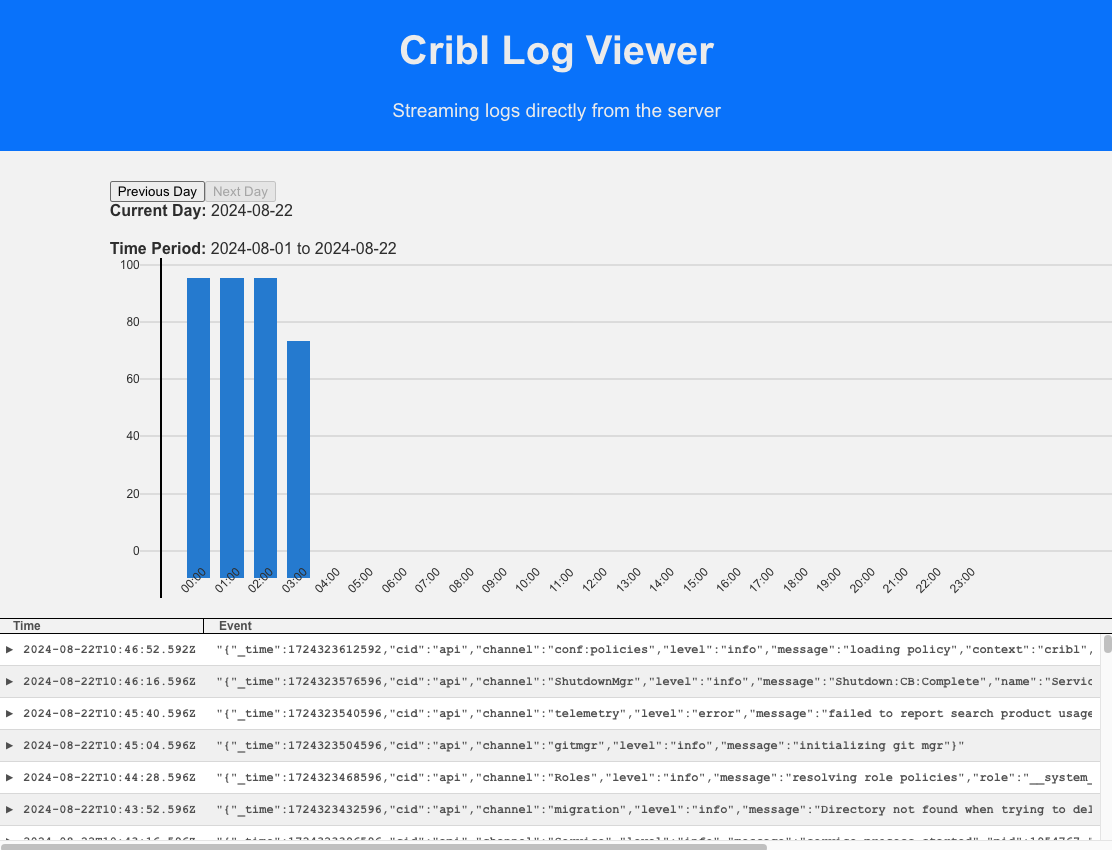 Cribl Log Viewer
Streaming logs directly from the server
Previous Day Next Day
Current Day: 2024-08-22
Time Period: 2024-08-01 to 2024-08-22
100
80
60
40
20
0
00:00 01:00 02:00 03:00 04:00 05:00 06:00 07:00 08:00 09:00 10:00 11:00 12:00 13:00 14:00 15:00 16:00 17:00 18:00 19:00 20:00 21:00 22:00 23:00
Time Event
▶ 2024-08-22T10:46:52.592Z "{"_time":1724323612592,"cid":"api","channel":"conf:policies","level":"info","message":"loading policy","context":"cribl",
▶ 2024-08-22T10:46:16.596Z "{"_time":1724323576596,"cid":"api","channel":"ShutdownMgr","level":"info","message":"Shutdown:CB:Complete","name":"Servic
▶ 2024-08-22T10:45:40.596Z "{"_time":1724323540596,"cid":"api","channel":"telemetry","level":"error","message":"failed to report search product usage
▶ 2024-08-22T10:45:04.596Z "{"_time":1724323504596,"cid":"api","channel":"gitmgr","level":"info","message":"initializing git mgr"}"
▶ 2024-08-22T10:44:28.596Z "{"_time":1724323468596,"cid":"api","channel":"Roles","level":"info","message":"resolving role policies","role":"__system_
▶ 2024-08-22T10:43:52.596Z "{"_time":1724323432596,"cid":"api","channel":"migration","level":"info","message":"Directory not found when trying to del